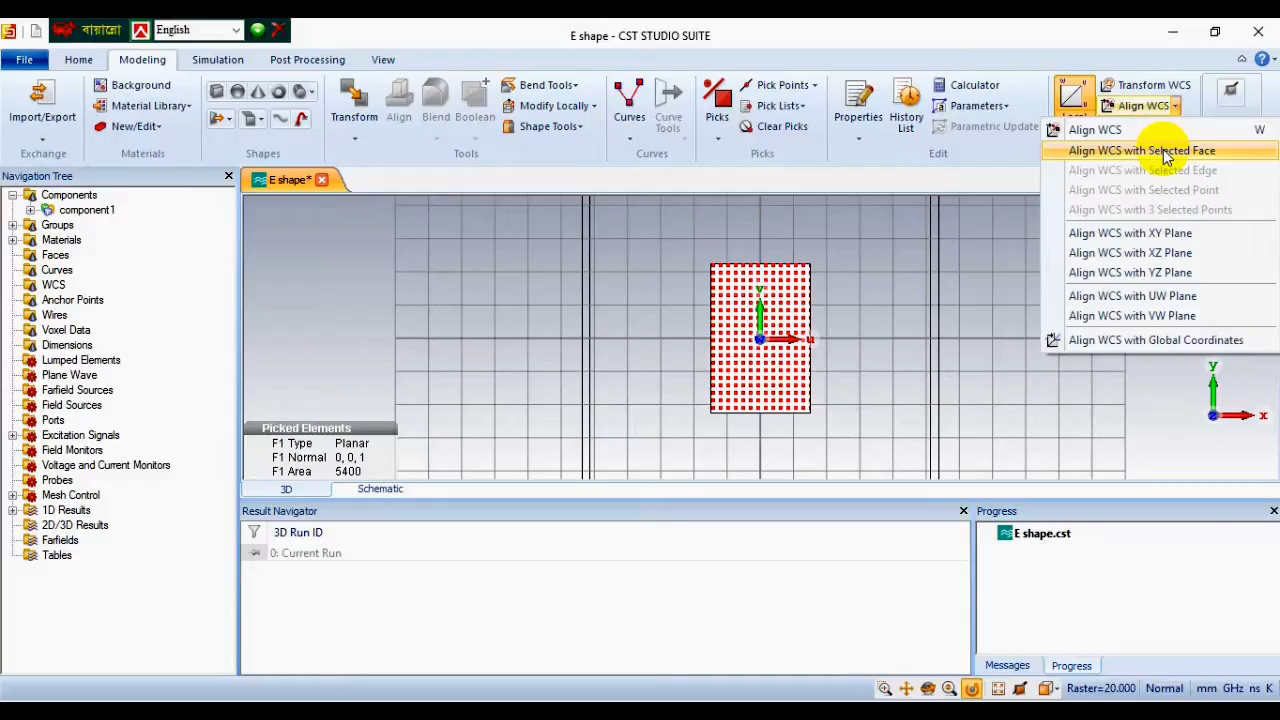 বায়ান্নো English
E shape - CST STUDIO SUITE
File Home Modeling Simulation Post Processing View
Import/Export
Exchange
Background
Material Library
New/Edit
Materials
Shapes
Transform Align Blend Boolean
Bend Tools
Modify Locally
Shape Tools
Tools
Curves Curve Tools
Curves
Picks
Pick Points
Pick Lists
Clear Picks
Picks
Properties History List
Calculator
Parameters
Parametric Update
Edit
Transform WCS
Align WCS
Align WCS W
Align WCS with Selected Face
Align WCS with Selected Edge
Align WCS with Selected Point
Align WCS with 3 Selected Points
Align WCS with XY Plane
Align WCS with XZ Plane
Align WCS with YZ Plane
Align WCS with UW Plane
Align WCS with VW Plane
Align WCS with Global Coordinates
Navigation Tree
Components
component1
Groups
Materials
Faces
Curves
WCS
Anchor Points
Wires
Voxel Data
Dimensions
Lumped Elements
Plane Wave
Farfield Sources
Field Sources
Ports
Excitation Signals
Field Monitors
Voltage and Current Monitors
Probes
Mesh Control
1D Results
2D/3D Results
Farfields
Tables
E shape*
v
u
y
x
Picked Elements
F1 Type Planar
F1 Normal 0, 0, 1
F1 Area 5400
3D Schematic
Result Navigator
3D Run ID
0: Current Run
Progress
E shape.cst
Messages Progress
Raster=20.000 Normal mm GHz ns K